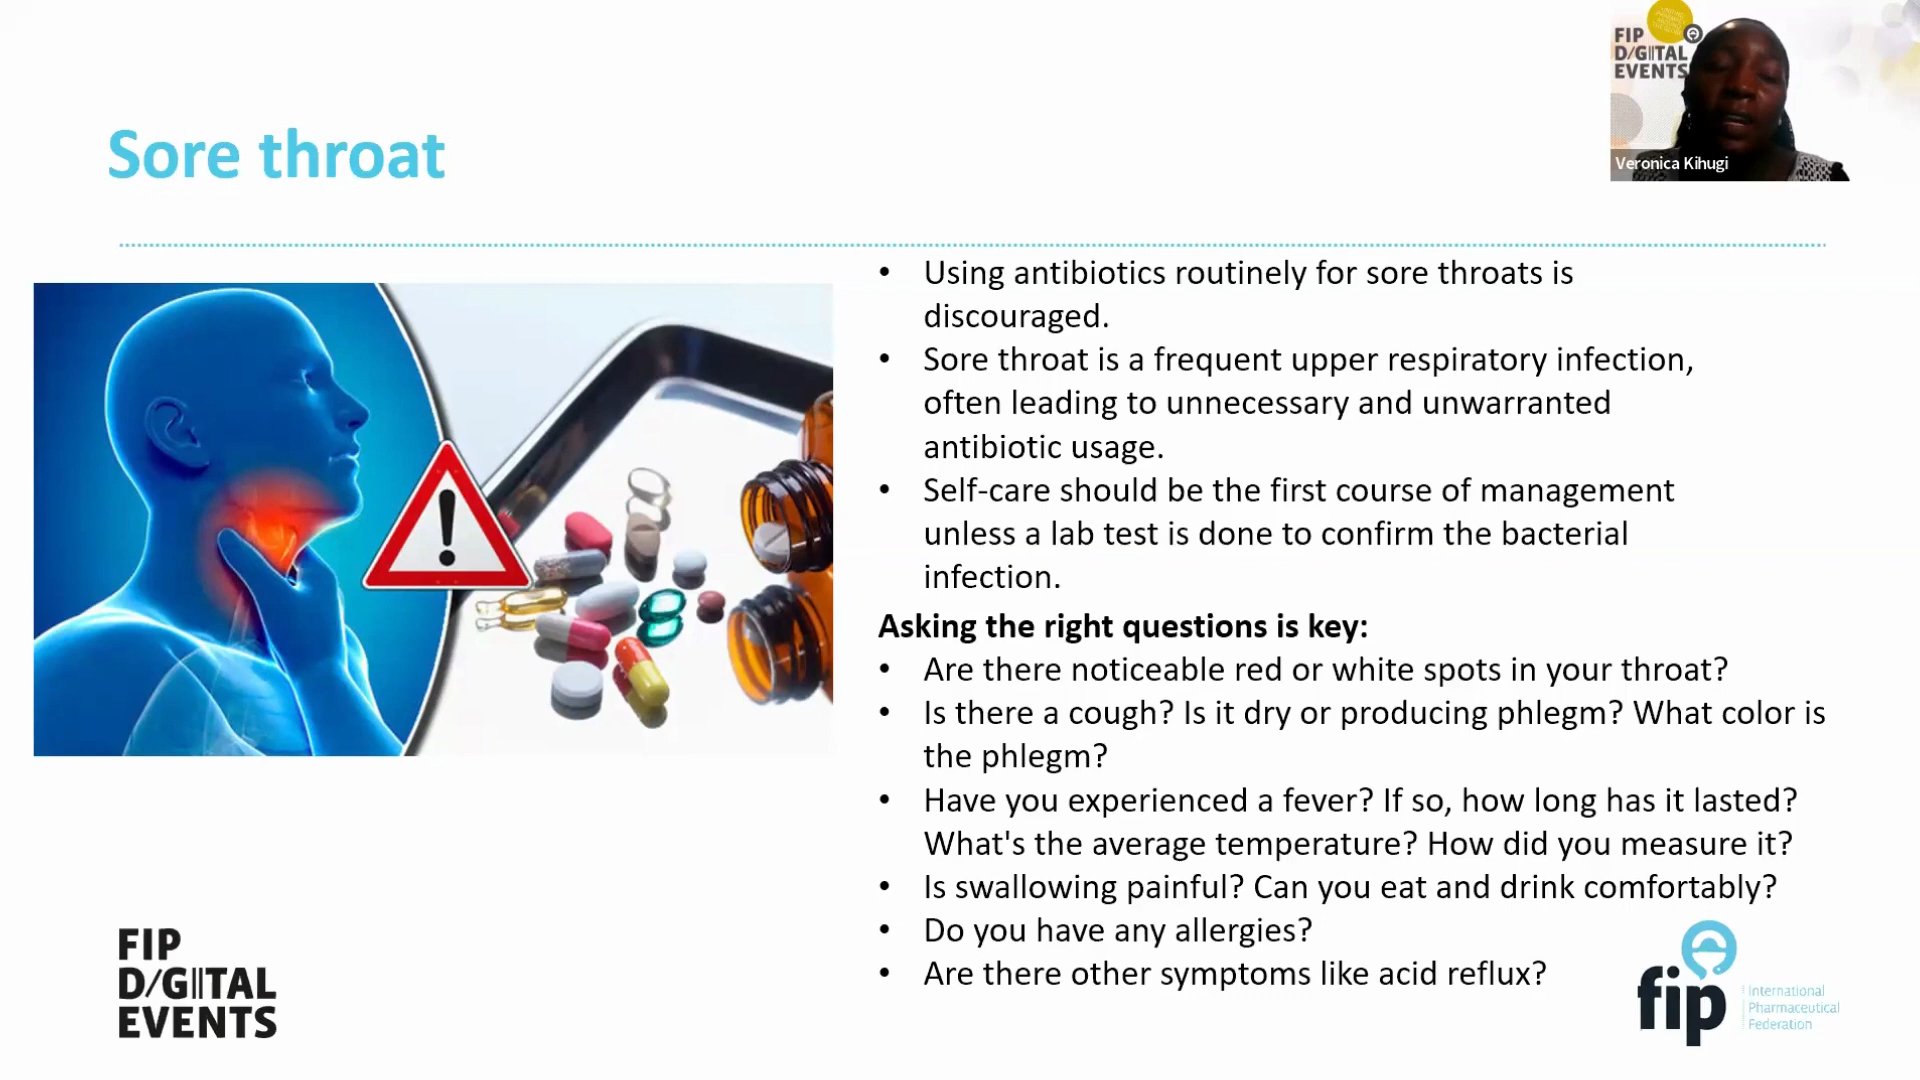 FIP
D/GIITAL
EVENTS
Veronica Kihugi
Sore throat
• Using antibiotics routinely for sore throats is
discouraged.
• Sore throat is a frequent upper respiratory infection,
often leading to unnecessary and unwarranted
antibiotic usage.
• Self-care should be the first course of management
unless a lab test is done to confirm the bacterial
infection.
Asking the right questions is key:
• Are there noticeable red or white spots in your throat?
• Is there a cough? Is it dry or producing phlegm? What color is
the phlegm?
• Have you experienced a fever? If so, how long has it lasted?
What's the average temperature? How did you measure it?
• Is swallowing painful? Can you eat and drink comfortably?
• Do you have any allergies?
• Are there other symptoms like acid reflux?
FIP
D/GIITAL
EVENTS
fip
International
Pharmaceutical
Federation